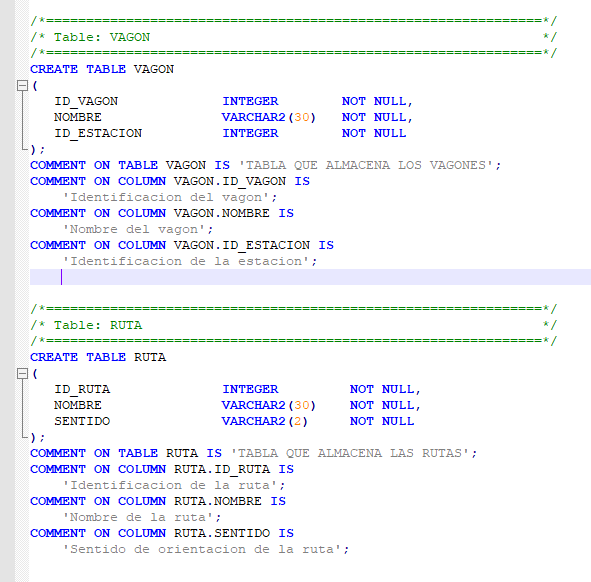 /*==============================================================*/
/* Table: VAGON                                                 */
/*==============================================================*/
CREATE TABLE VAGON
(
   ID_VAGON             INTEGER        NOT NULL,
   NOMBRE               VARCHAR2(30)   NOT NULL,
   ID_ESTACION          INTEGER        NOT NULL
);
COMMENT ON TABLE VAGON IS 'TABLA QUE ALMACENA LOS VAGONES';
COMMENT ON COLUMN VAGON.ID_VAGON IS
    'Identificacion del vagon';
COMMENT ON COLUMN VAGON.NOMBRE IS
    'Nombre del vagon';
COMMENT ON COLUMN VAGON.ID_ESTACION IS
    'Identificacion de la estacion';

/*==============================================================*/
/* Table: RUTA                                                  */
/*==============================================================*/
CREATE TABLE RUTA
(
   ID_RUTA              INTEGER         NOT NULL,
   NOMBRE               VARCHAR2(30)    NOT NULL,
   SENTIDO              VARCHAR2(2)     NOT NULL
);
COMMENT ON TABLE RUTA IS 'TABLA QUE ALMACENA LAS RUTAS';
COMMENT ON COLUMN RUTA.ID_RUTA IS
    'Identificacion de la ruta';
COMMENT ON COLUMN RUTA.NOMBRE IS
    'Nombre de la ruta';
COMMENT ON COLUMN RUTA.SENTIDO IS
    'Sentido de orientacion de la ruta';